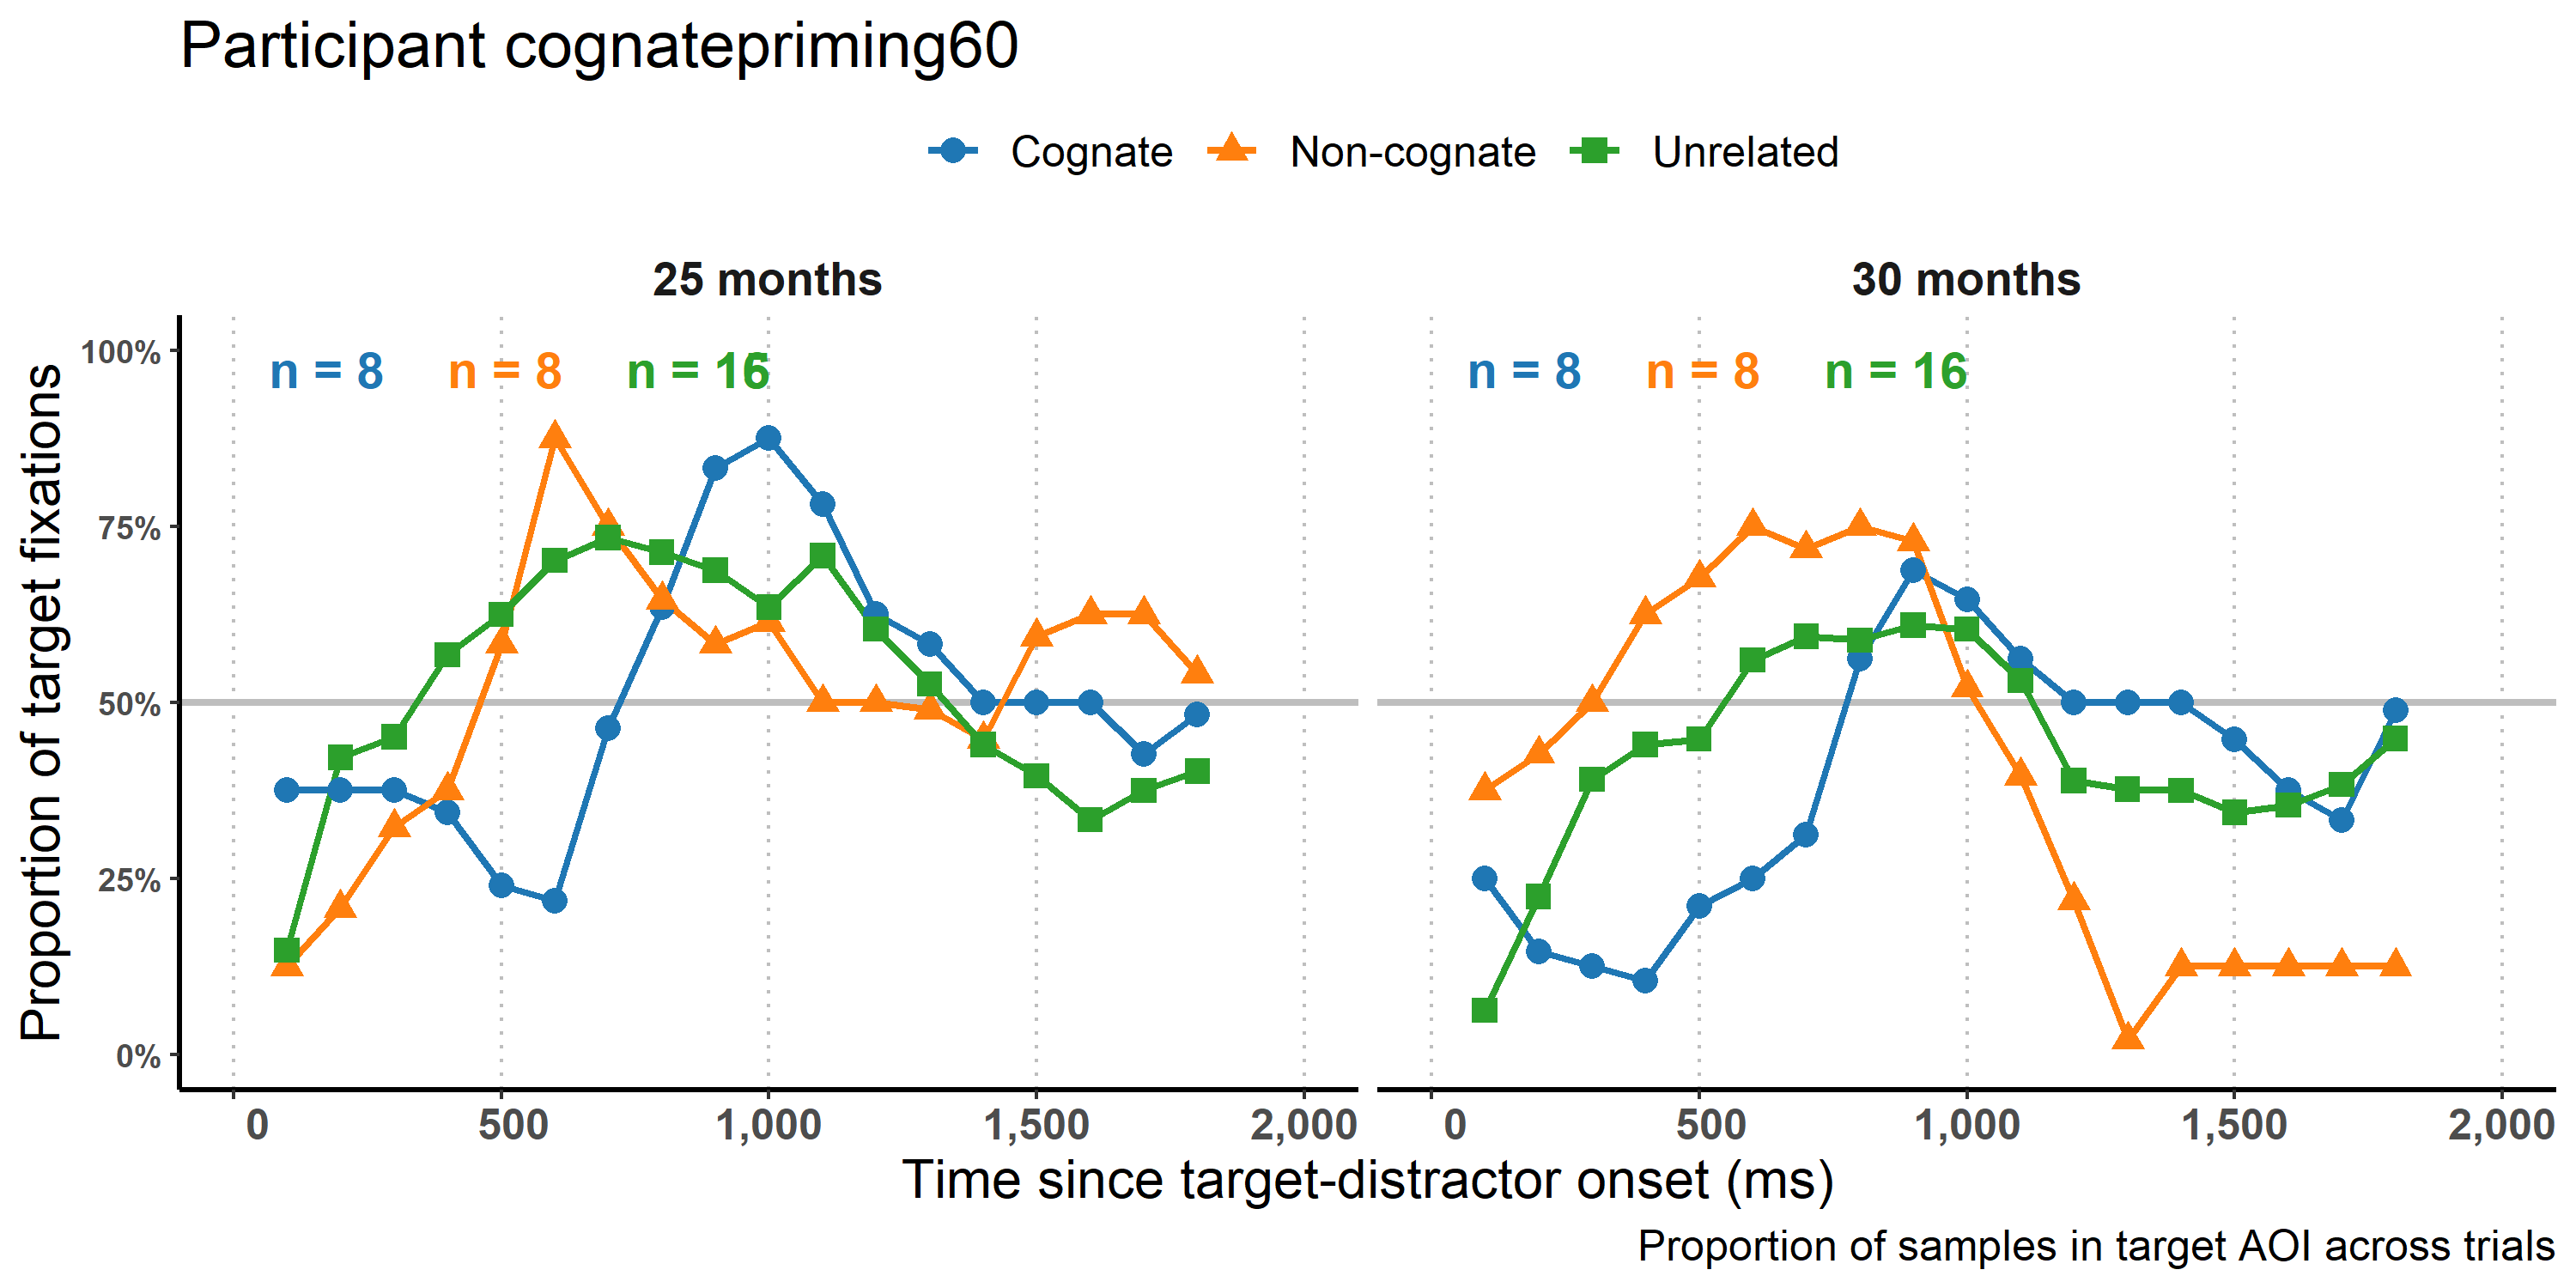 Participant cognatepriming60
Cognate Non-cognate Unrelated
25 months 30 months
n = 8 n = 8 n = n = 8 n = 8 n = 16
100%
75%
50%
25%
0%
Proportion of target fixations
0 500 1,000 1,500 2,000 0 500 1,000 1,500 2,000
Time since target-distractor onset (ms)
Proportion of samples in target AOI across trials